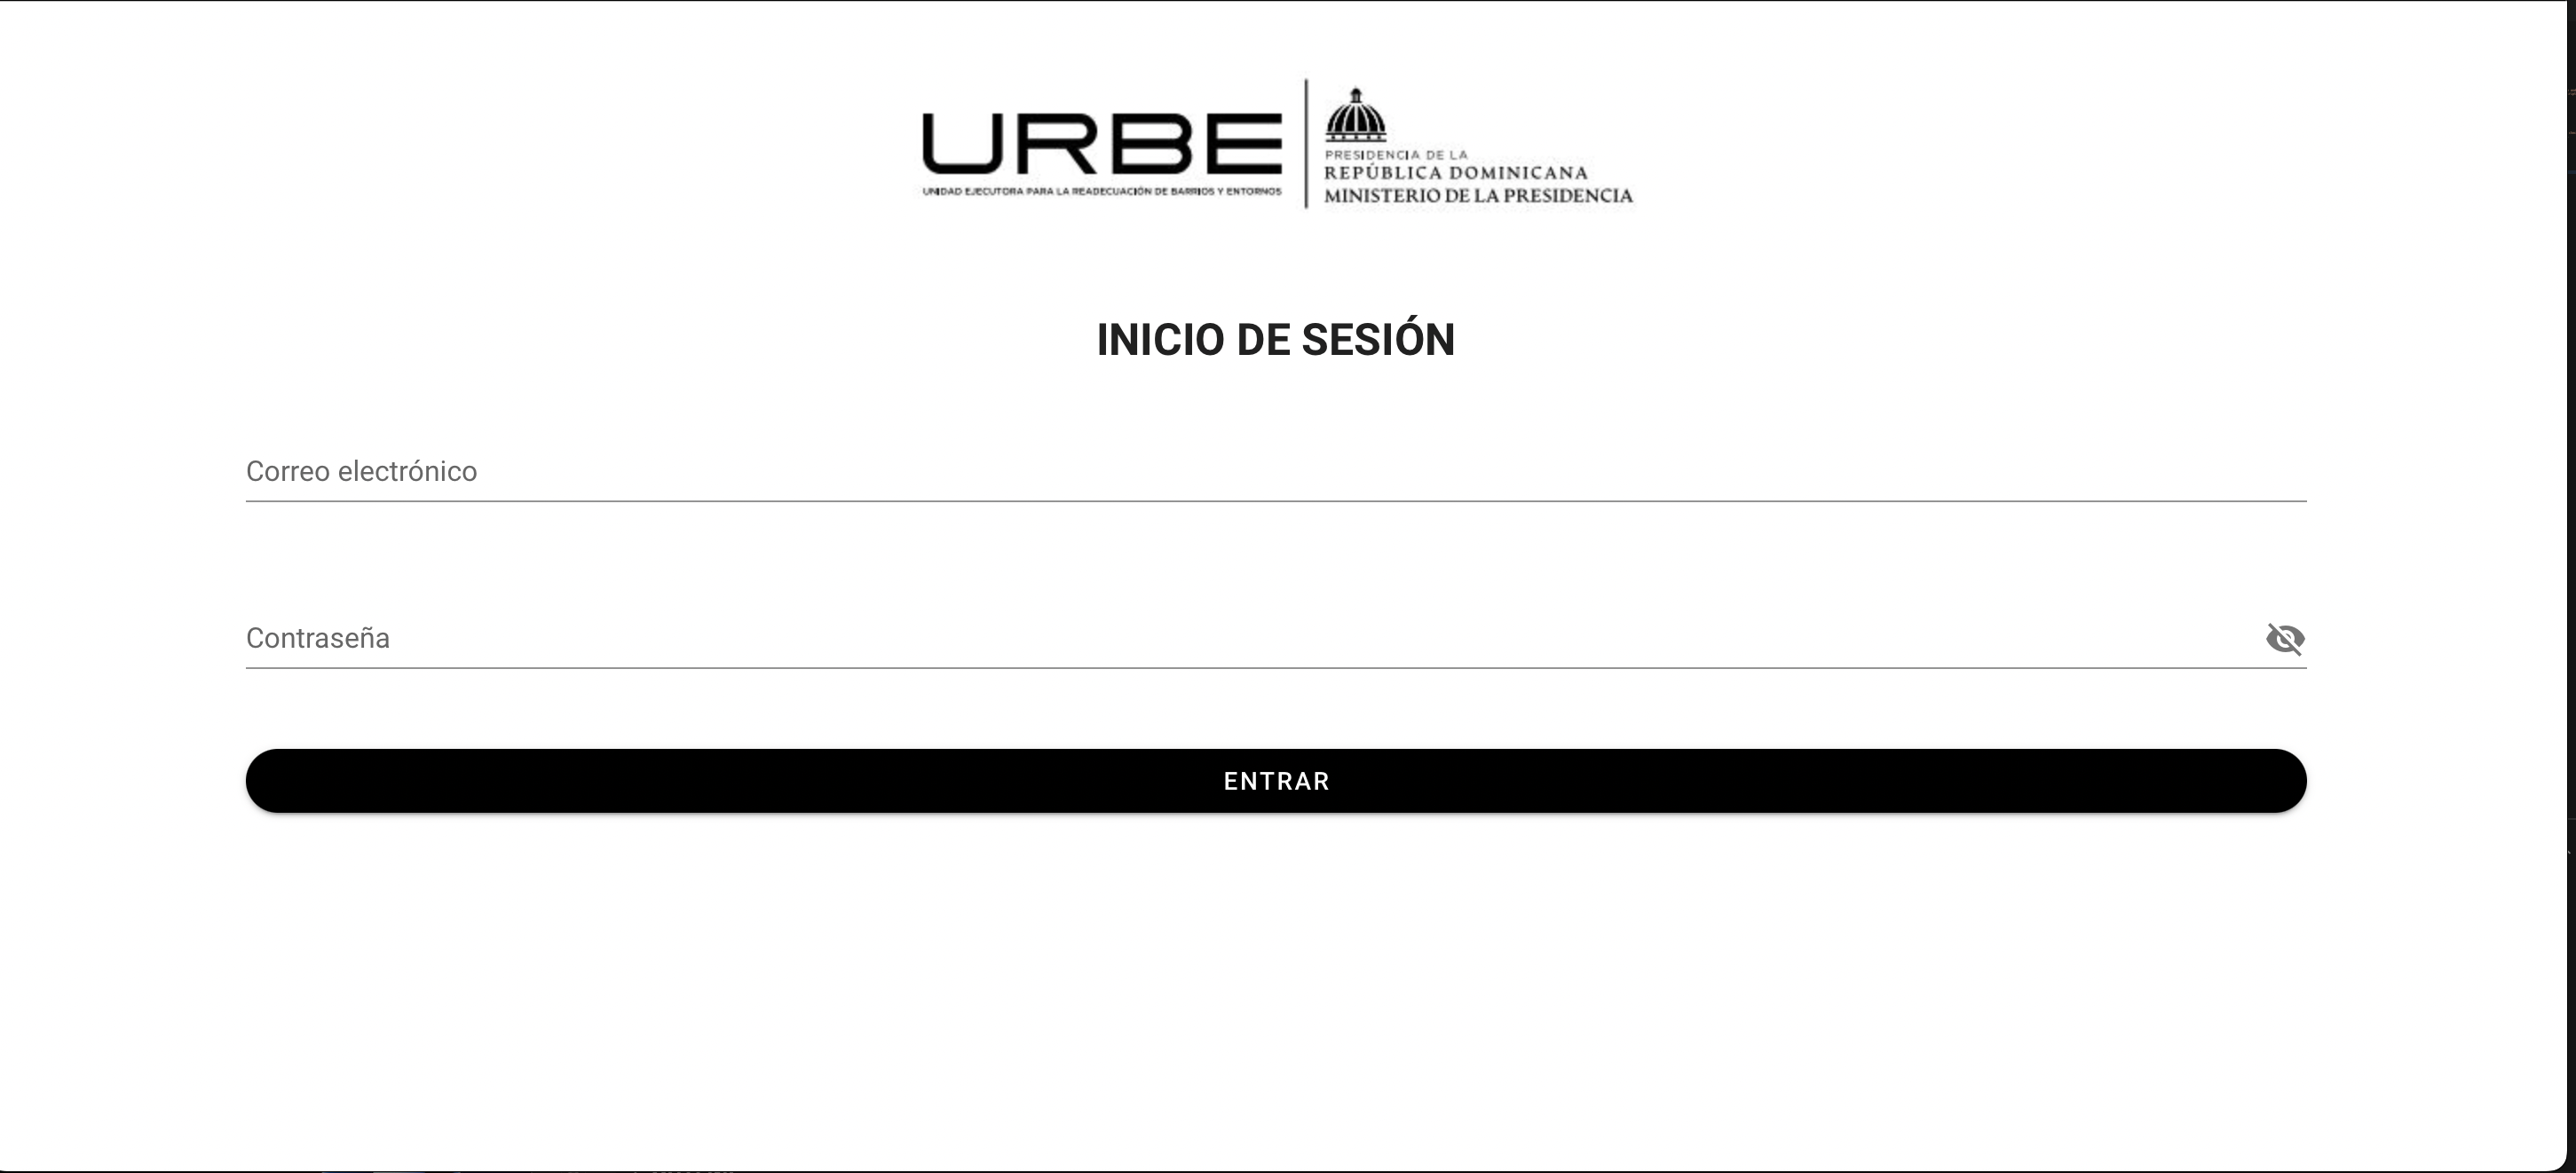 URBE
UNIDAD EJECUTORA PARA LA READECUACIÓN DE BARRIOS Y ENTORNOS
PRESIDENCIA DE LA
REPÚBLICA DOMINICANA
MINISTERIO DE LA PRESIDENCIA
INICIO DE SESIÓN
Correo electrónico
Contraseña
ENTRAR